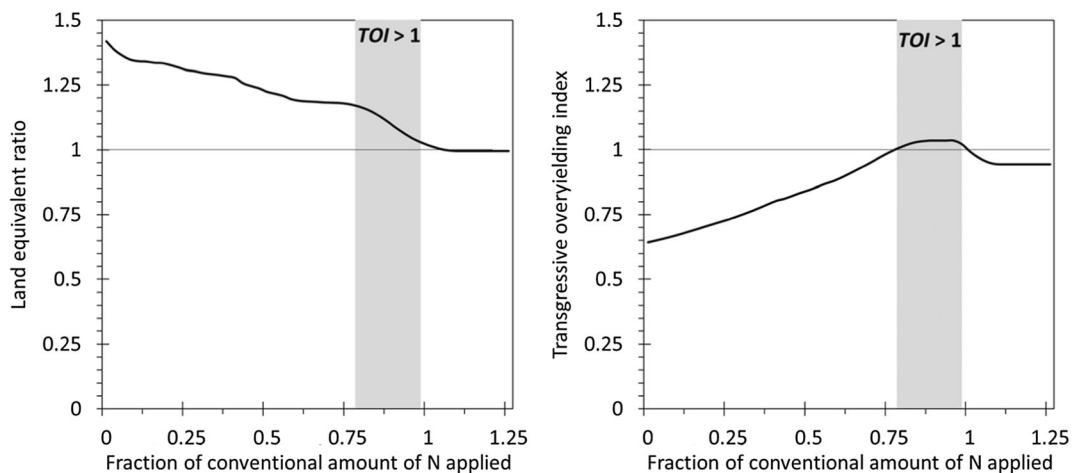 1.5
1.25
1
0.75
0.5
0.25
0
Land equivalent ratio
TOI > 1
0 0.25 0.5 0.75 1 1.25
Fraction of conventional amount of N applied
1.5
1.25
1
0.75
0.5
0.25
0
Transgressive overyielding index
TOI > 1
0 0.25 0.5 0.75 1 1.25
Fraction of conventional amount of N applied